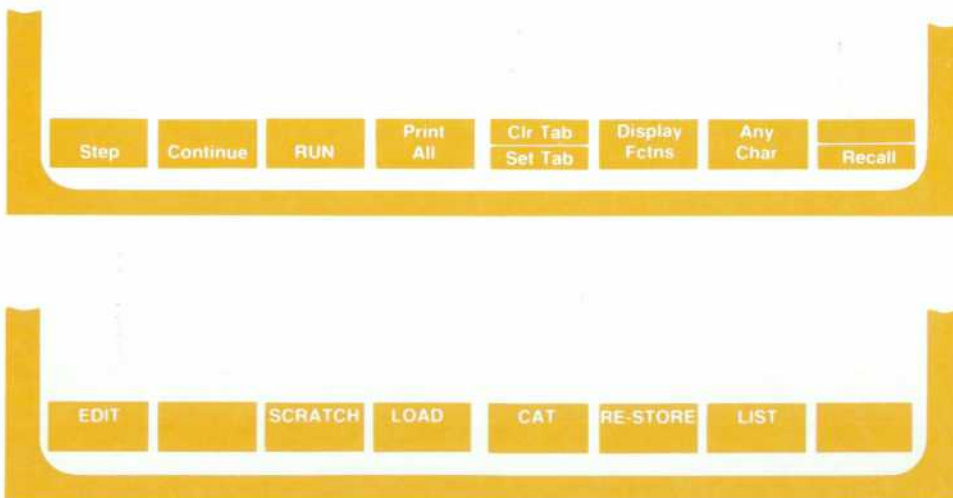 Print Clr Tab Display Any
Step Continue RUN All Set Tab Fctns Char Recall
EDIT SCRATCH LOAD CAT RE-STORE LIST